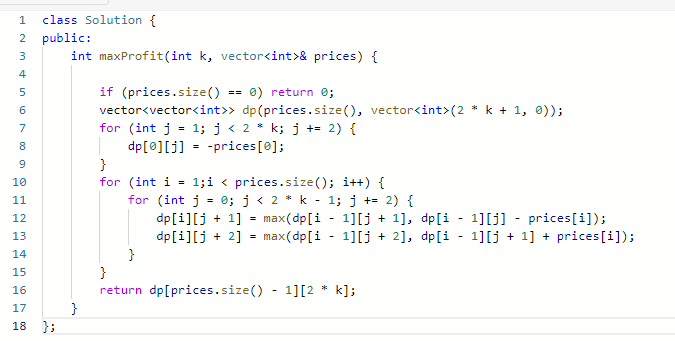 1 class Solution {
2 public:
3     int maxProfit(int k, vector<int>& prices) {
4
5         if (prices.size() == 0) return 0;
6         vector<vector<int>> dp(prices.size(), vector<int>(2 * k + 1, 0));
7         for (int j = 1; j < 2 * k; j += 2) {
8             dp[0][j] = -prices[0];
9         }
10         for (int i = 1;i < prices.size(); i++) {
11             for (int j = 0; j < 2 * k - 1; j += 2) {
12                 dp[i][j + 1] = max(dp[i - 1][j + 1], dp[i - 1][j] - prices[i]);
13                 dp[i][j + 2] = max(dp[i - 1][j + 2], dp[i - 1][j + 1] + prices[i]);
14             }
15         }
16         return dp[prices.size() - 1][2 * k];
17     }
18 };